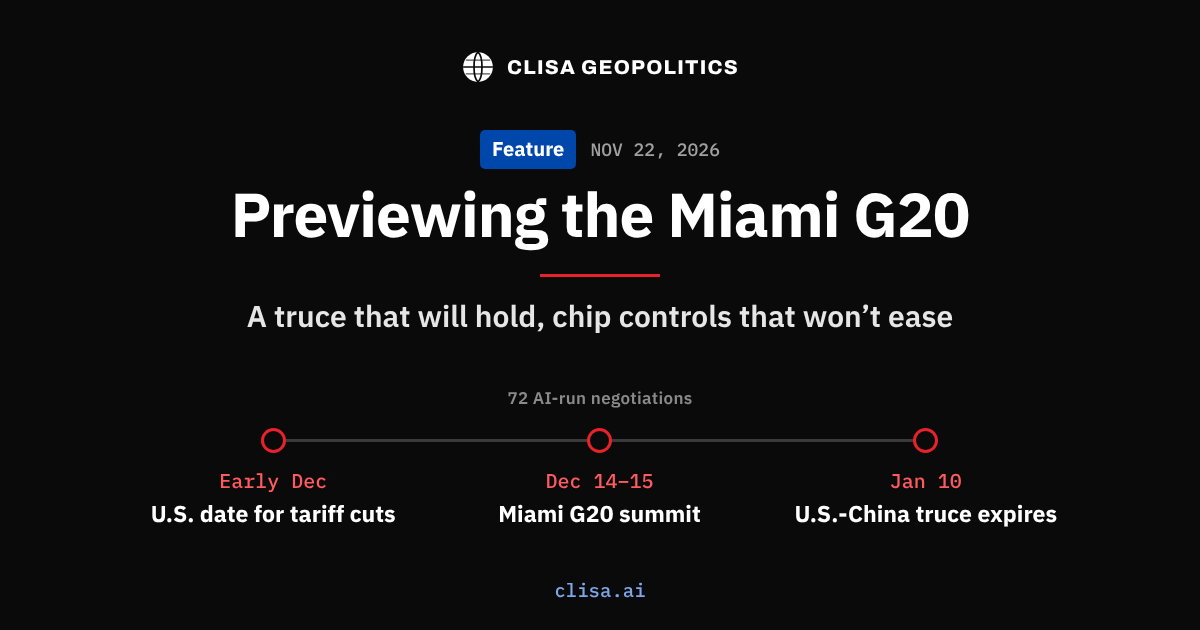 CLISA GEOPOLITICS
Feature NOV 22, 2026
Previewing the Miami G20
A truce that will hold, chip controls that won’t ease
72 AI-run negotiations
Early Dec
U.S. date for tariff cuts
Dec 14–15
Miami G20 summit
Jan 10
U.S.-China truce expires
clisa.ai